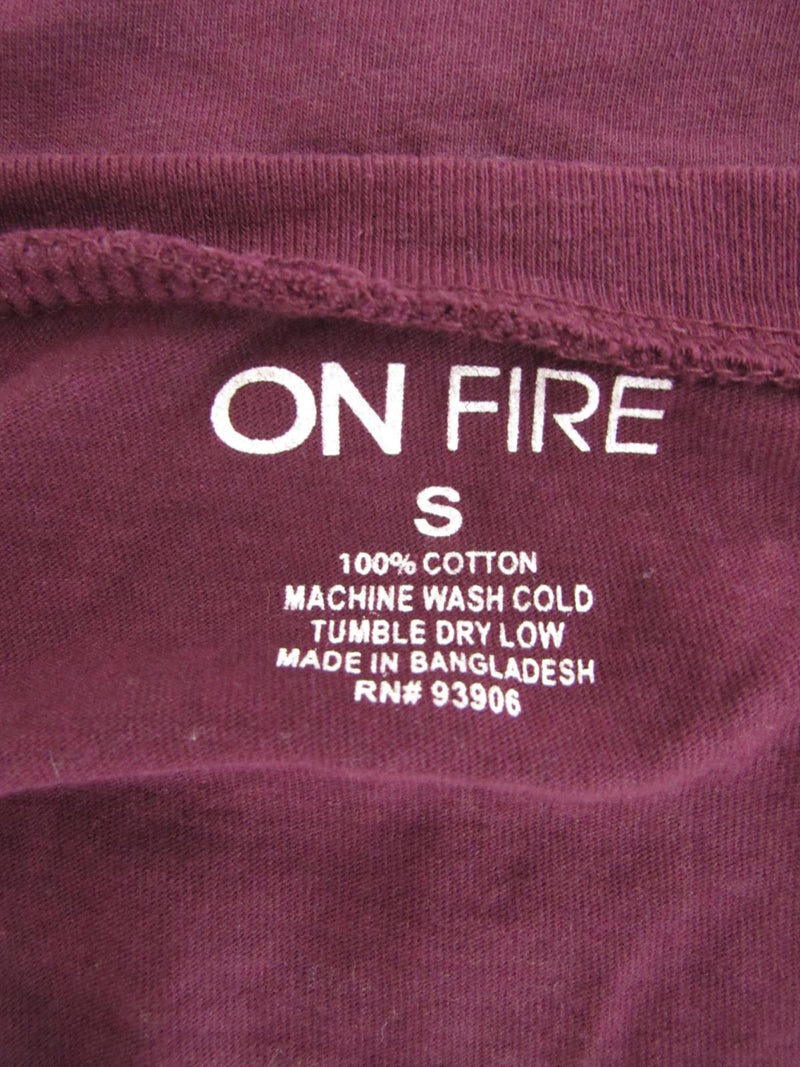 ON FIRE
S
100% COTTON
MACHINE WASH COLD
TUMBLE DRY LOW
MADE IN BANGLADESH
RN# 93906